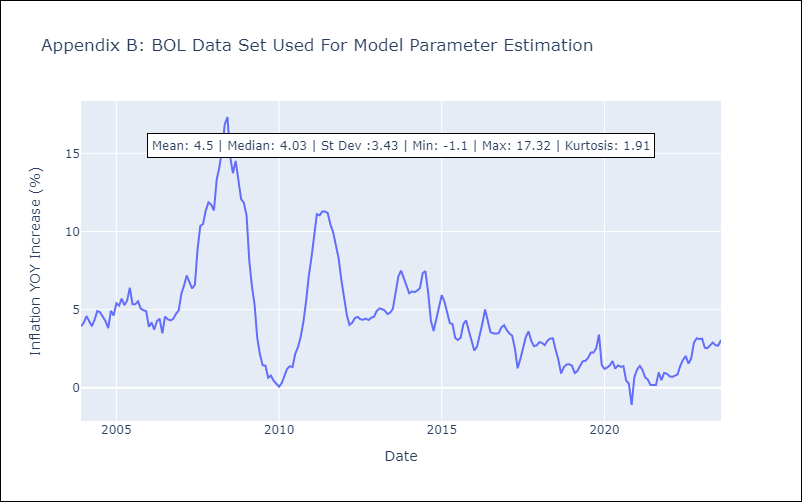 Appendix B: BOL Data Set Used For Model Parameter Estimation
Mean: 4.5 | Median: 4.03 | St Dev :3.43 | Min: -1.1 | Max: 17.32 | Kurtosis: 1.91
Inflation YOY Increase (%)
15
10
5
0
2005
2010
2015
2020
Date